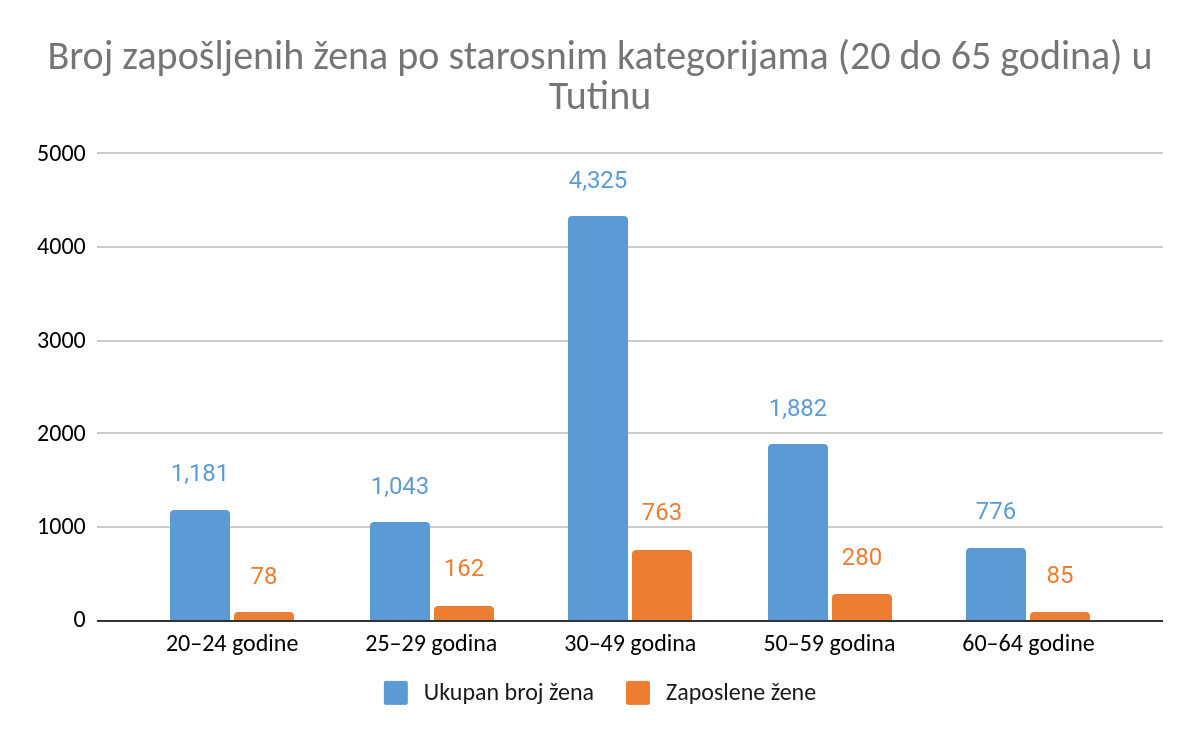 Broj zapošljenih žena po starosnim kategorijama (20 do 65 godina) u
Tutinu
5000
4000
3000
2000
1000
0
1,181
78
1,043
162
4,325
763
1,882
280
776
85
20–24 godine
25–29 godina
30–49 godina
50–59 godina
60–64 godine
Ukupan broj žena
Zaposlene žene